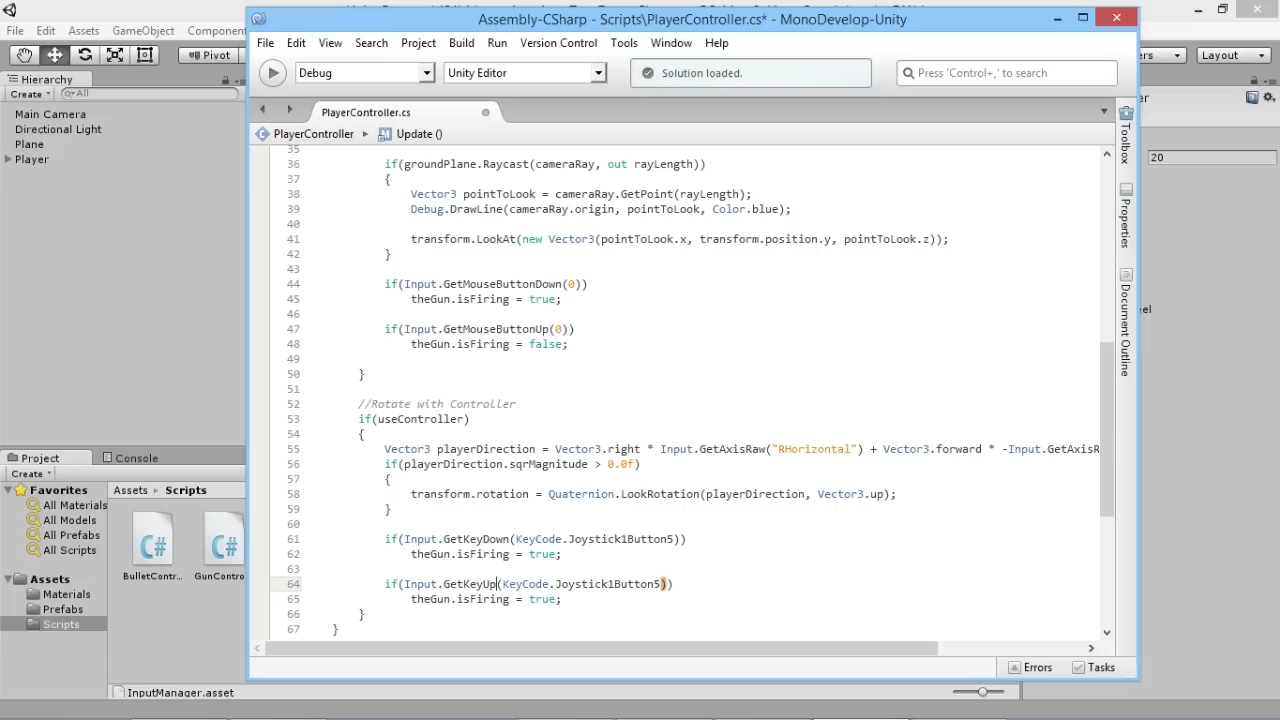 Assembly-CSharp - Scripts\PlayerController.cs* - MonoDevelop-Unity
File Edit Assets GameObject Component
File Edit View Search Project Build Run Version Control Tools Window Help
Pivot
Layout
Debug
Unity Editor
Solution loaded.
Press 'Control+,' to search
Hierarchy
Create
All
PlayerController.cs
PlayerController
Update ()
Main Camera
Directional Light
Plane
Player
20
Toolbox
Properties
Document Outline
35
36 if(groundPlane.Raycast(cameraRay, out rayLength))
37 {
38 Vector3 pointToLook = cameraRay.GetPoint(rayLength);
39 Debug.DrawLine(cameraRay.origin, pointToLook, Color.blue);
40
41 transform.LookAt(new Vector3(pointToLook.x, transform.position.y, pointToLook.z));
42 }
43
44 if(Input.GetMouseButtonDown(0))
45 theGun.isFiring = true;
46
47 if(Input.GetMouseButtonUp(0))
48 theGun.isFiring = false;
49
50 }
51
52 //Rotate with Controller
53 if(useController)
54 {
55 Vector3 playerDirection = Vector3.right * Input.GetAxisRaw("RHorizontal") + Vector3.forward * -Input.GetAxisR
56 if(playerDirection.sqrMagnitude > 0.0f)
57 {
58 transform.rotation = Quaternion.LookRotation(playerDirection, Vector3.up);
59 }
60
61 if(Input.GetKeyDown(KeyCode.Joystick1Button5))
62 theGun.isFiring = true;
63
64 if(Input.GetKeyUp(KeyCode.Joystick1Button5))
65 theGun.isFiring = true;
66 }
67 }
Errors
Tasks
Project
Console
Create
Favorites
All Materials
All Models
All Prefabs
All Scripts
Assets
Materials
Prefabs
Scripts
Assets
Scripts
C#
C#
BulletContr...
GunContr
InputManager.asset